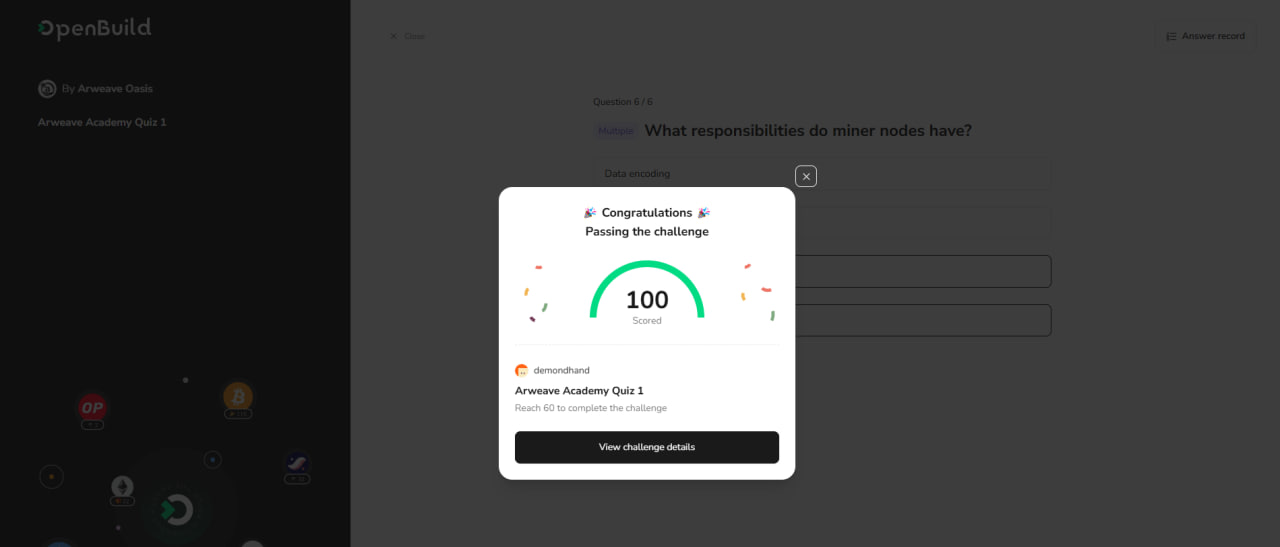 OpenBuild
By Arweave Oasis
Arweave Academy Quiz 1
Close
Answer record
Question 6 / 6
Multiple What responsibilities do miner nodes have?
Data encoding
Congratulations
Passing the challenge
100
Scored
demondhand
Arweave Academy Quiz 1
Reach 60 to complete the challenge
View challenge details
OP